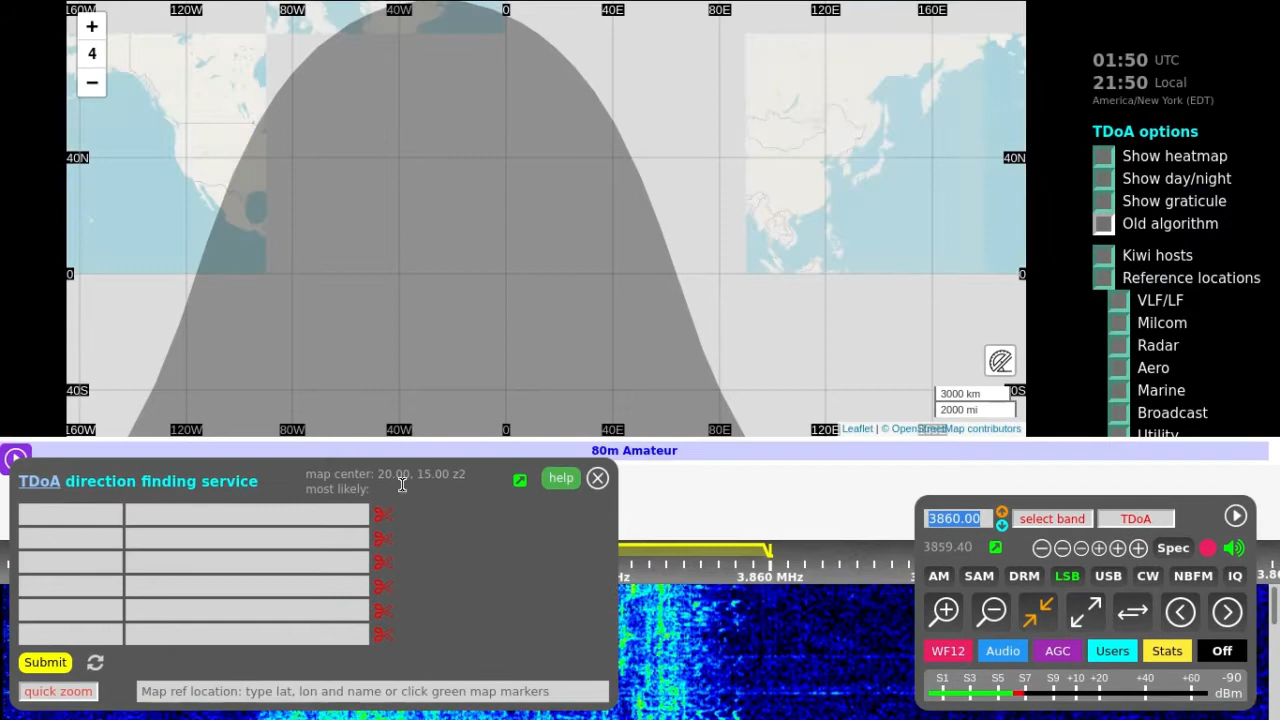 160W 120W 80W 40W 0 40E 80E 120E 160E
+
4
−
40N 40N
0 0
40S 0S
3000 km
2000 mi
160W 120W 80W 40W 0 40E 80E 120E
Leaflet | © OpenStreetMap contributors
01:50 UTC
21:50 Local
America/New York (EDT)
TDoA options
Show heatmap
Show day/night
Show graticule
Old algorithm
Kiwi hosts
Reference locations
VLF/LF
Milcom
Radar
Aero
Marine
Broadcast
Utility
80m Amateur
TDoA direction finding service
map center: 20.00, 15.00 z2
most likely:
help
Submit
quick zoom
Map ref location: type lat, lon and name or click green map markers
Hz 3.860 MHz 3.8
3860.00 select band TDoA
3859.40 Spec
AM SAM DRM LSB USB CW NBFM IQ
WF12 Audio AGC Users Stats Off
S1 S3 S5 S7 S9 +10 +20 +40 +60 -90
dBm